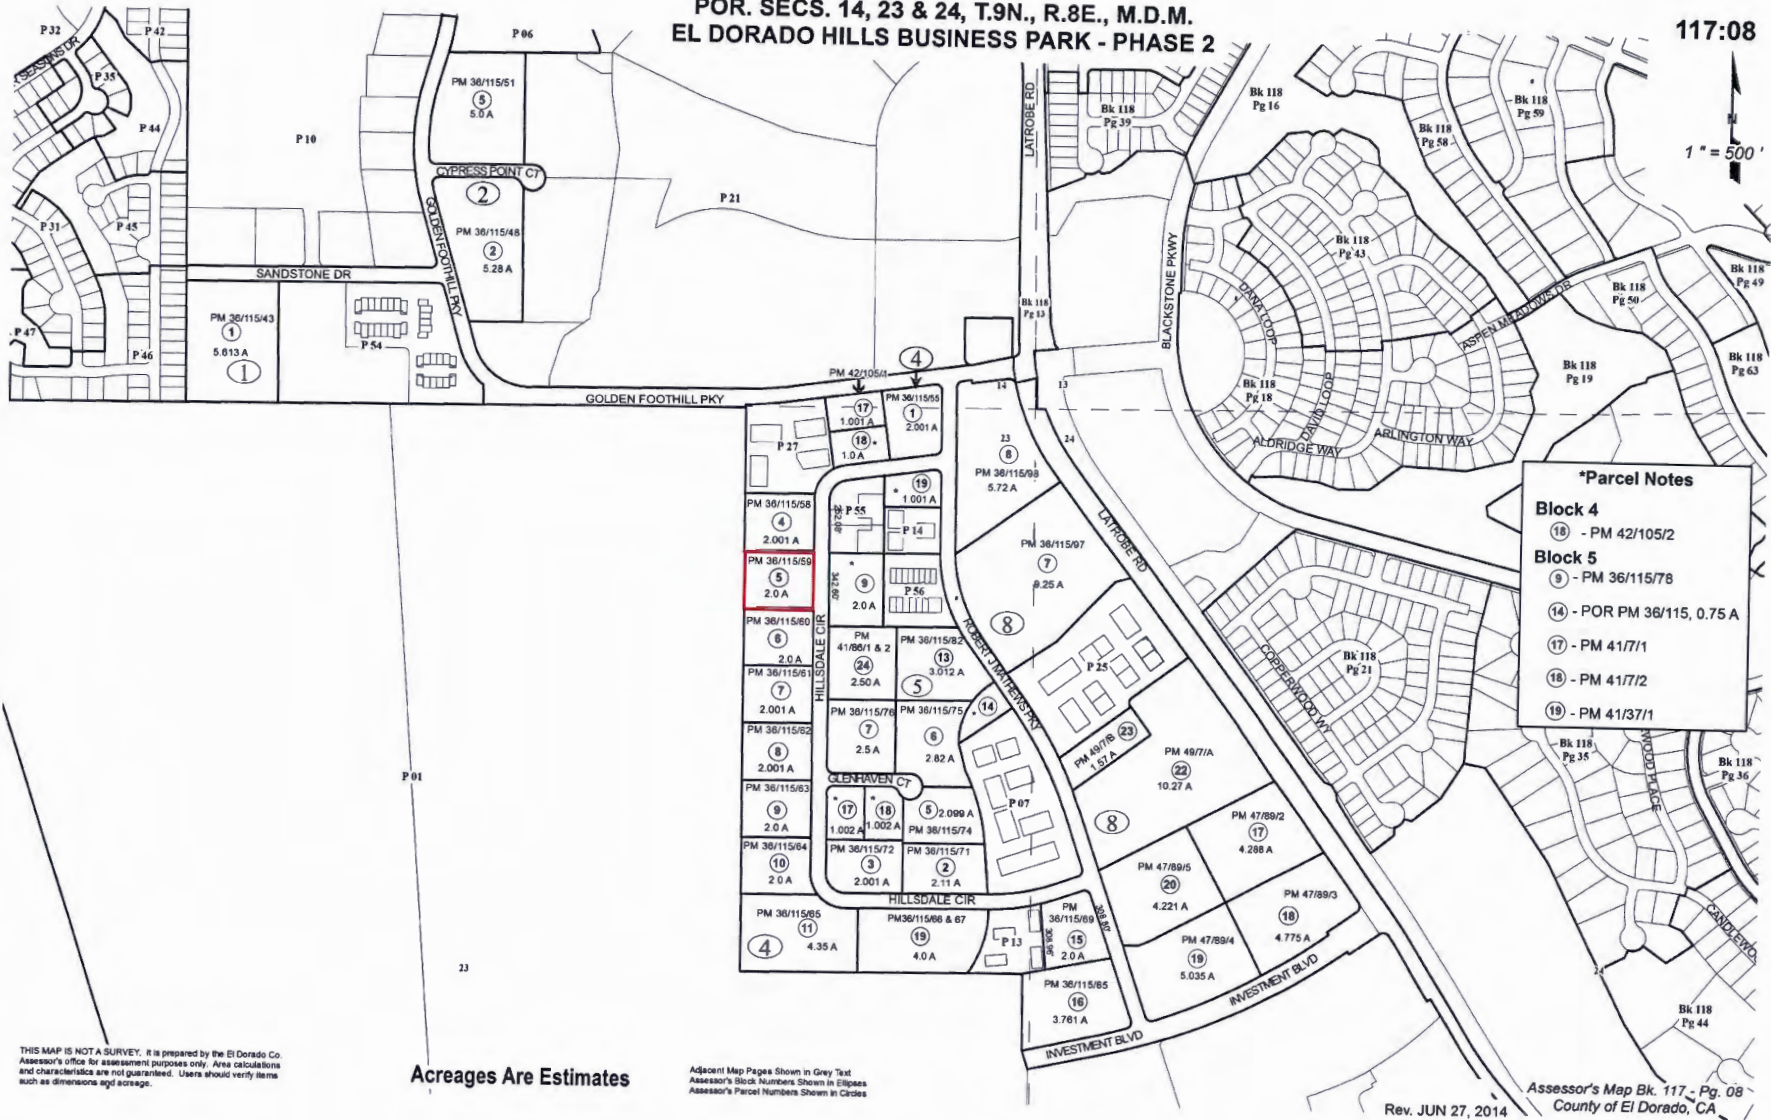 POR. SECS. 14, 23 & 24, T.9N., R.8E., M.D.M.
EL DORADO HILLS BUSINESS PARK - PHASE 2
117:08
N
1 " = 500 '
P 32
P 42
SEASONS DR
P 35
P 44
P 31
P 45
P 47
P 46
P 10
P 06
PM 36/115/51
5
5.0 A
CYPRESS POINT CT
2
PM 36/115/48
2
5.28 A
GOLDEN FOOTHILL PKY
SANDSTONE DR
PM 36/115/43
1
5.613 A
1
P 54
P 21
LATROBE RD
Bk 118
Pg 39
Bk 118
Pg 16
Bk 118
Pg 58
Bk 118
Pg 59
Bk 118
Pg 43
Bk 118
Pg 13
BLACKSTONE PKWY
DANA LOOP
DAVID LOOP
ASPEN MEADOWS DR
Bk 118
Pg 50
Bk 118
Pg 49
Bk 118
Pg 63
Bk 118
Pg 19
Bk 118
Pg 18
ALDRIDGE WAY
ARLINGTON WAY
GOLDEN FOOTHILL PKY
4
PM 42/105/1
17
1.001 A
18 *
1.0 A
PM 36/115/55
1
2.001 A
14
13
23
24
8
PM 36/115/98
5.72 A
P 27
PM 36/115/58
4
2.001 A
PM 36/115/59
5
2.0 A
PM 36/115/60
6
2.0 A
PM 36/115/61
7
2.001 A
PM 36/115/62
8
2.001 A
PM 36/115/63
9
2.0 A
PM 36/115/64
10
2.0 A
PM 36/115/65
11
4.35 A
4
HILLSDALE CIR
342.60'
P 55
* 19
1.001 A
P 14
* 9
2.0 A
P 56
PM
41/86/1 & 2
24
2.50 A
PM 36/115/82
13
3.012 A
5
PM 36/115/76
7
2.5 A
PM 36/115/75
6
2.82 A
* 14
GLENHAVEN CT
* 17
1.002 A
* 18
1.002 A
5
2.099 A
PM 36/115/74
PM 36/115/72
3
2.001 A
PM 36/115/71
2
2.11 A
HILLSDALE CIR
PM36/115/66 & 67
19
4.0 A
P 13
P 07
PM
36/115/69
15
2.0 A
308.96'
308.80'
PM 36/115/65
16
3.761 A
INVESTMENT BLVD
ROBERT J MATHEWS PKY
PM 36/115/97
7
9.25 A
8
LATROBE RD
P 25
PM 49/7/B
23
1.57 A
PM 49/7/A
22
10.27 A
8
PM 47/89/2
17
4.288 A
PM 47/89/5
20
4.221 A
PM 47/89/3
18
4.775 A
PM 47/89/4
19
5.035 A
INVESTMENT BLVD
COPPERWOOD WY
Bk 118
Pg 21
*Parcel Notes
Block 4
18 - PM 42/105/2
Block 5
9 - PM 36/115/78
14 - POR PM 36/115, 0.75 A
17 - PM 41/7/1
18 - PM 41/7/2
19 - PM 41/37/1
Bk 118
Pg 35
WOOD PLACE
Bk 118
Pg 36
CANDLEWO
24
Bk 118
Pg 44
P 01
23
THIS MAP IS NOT A SURVEY. It is prepared by the El Dorado Co.
Assessor's office for assessment purposes only. Area calculations
and characteristics are not guaranteed. Users should verify items
such as dimensions and acreage.
Acreages Are Estimates
Adjacent Map Pages Shown in Grey Text
Assessor's Block Numbers Shown in Ellipses
Assessor's Parcel Numbers Shown in Circles
Rev. JUN 27, 2014
Assessor's Map Bk. 117 - Pg. 08
County of El Dorado, CA